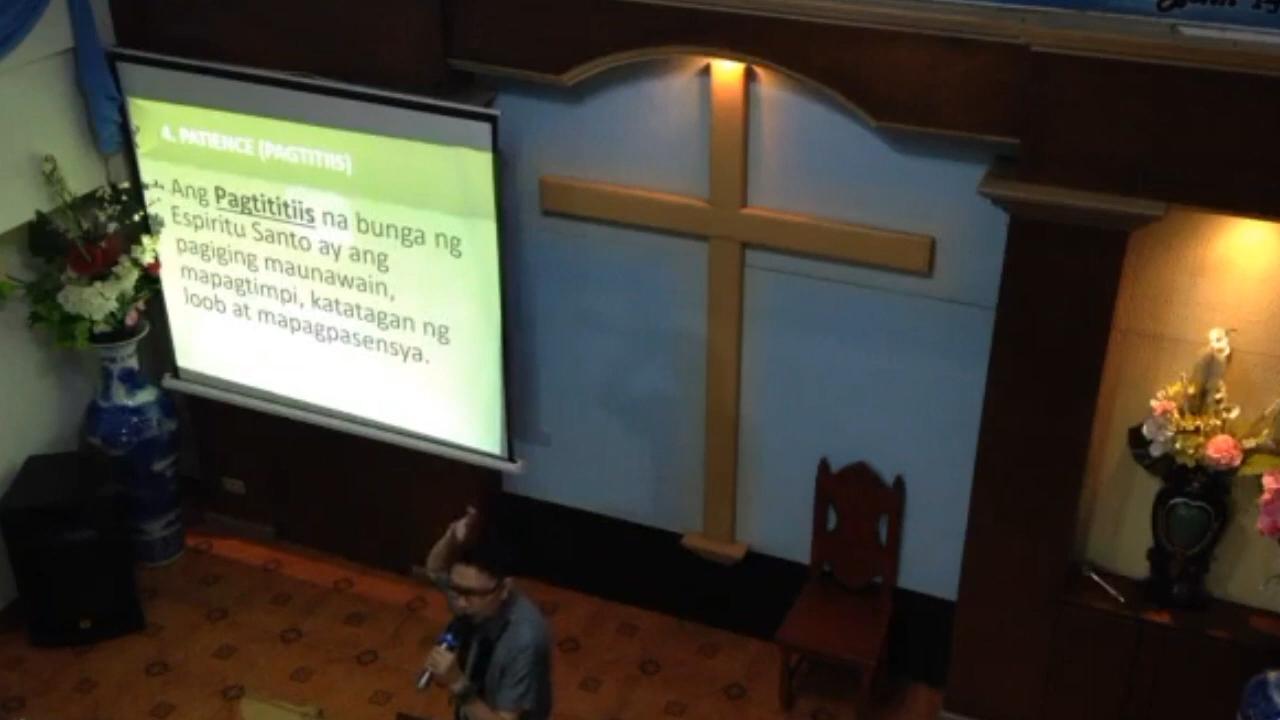 4. PATIENCE (PAGTITIIS)
Ang Pagtititiis na bunga ng
Espiritu Santo ay ang
pagiging maunawain,
mapagtimpi, katatagan ng
loob at mapagpasensya.